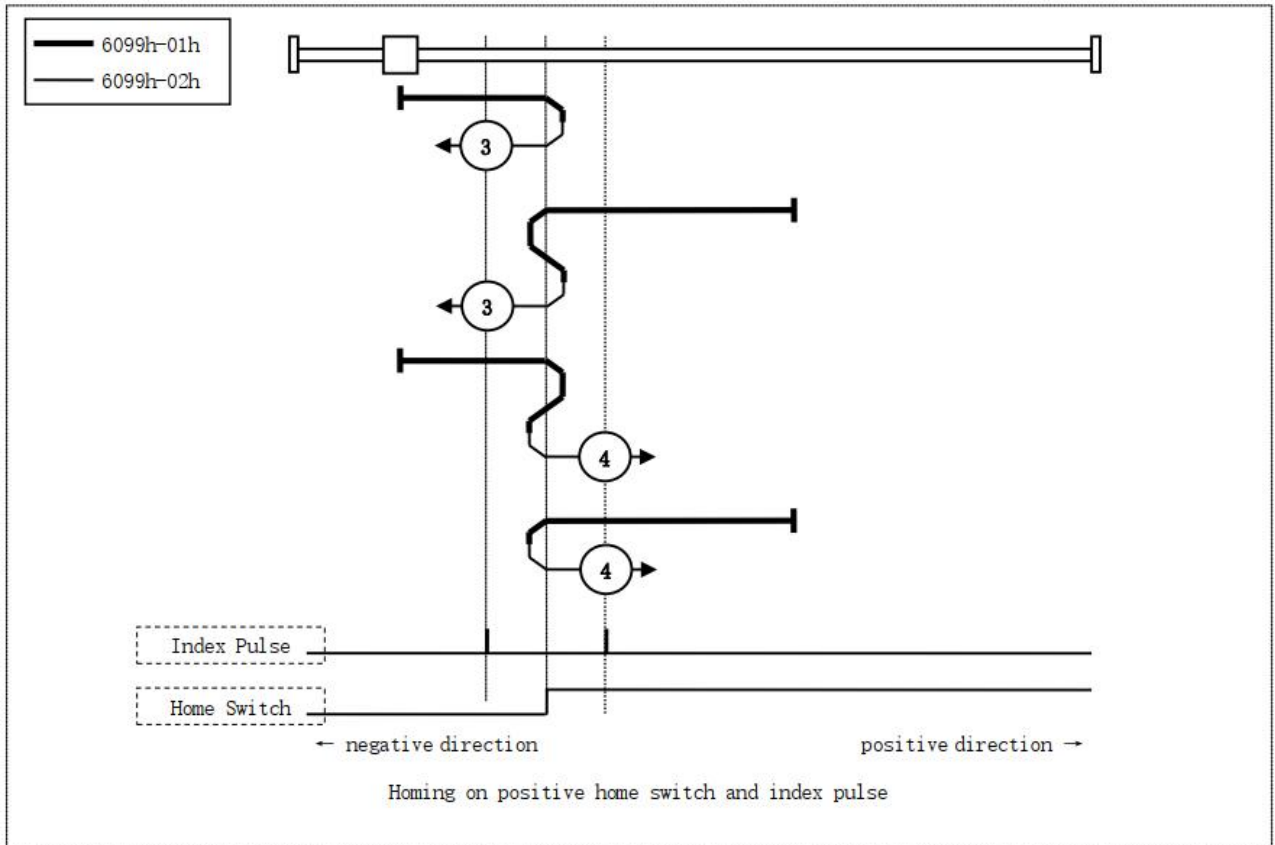 6099h-01h
6099h-02h
3
3
4
4
Index Pulse
Home Switch
← negative direction
positive direction →
Homing on positive home switch and index pulse